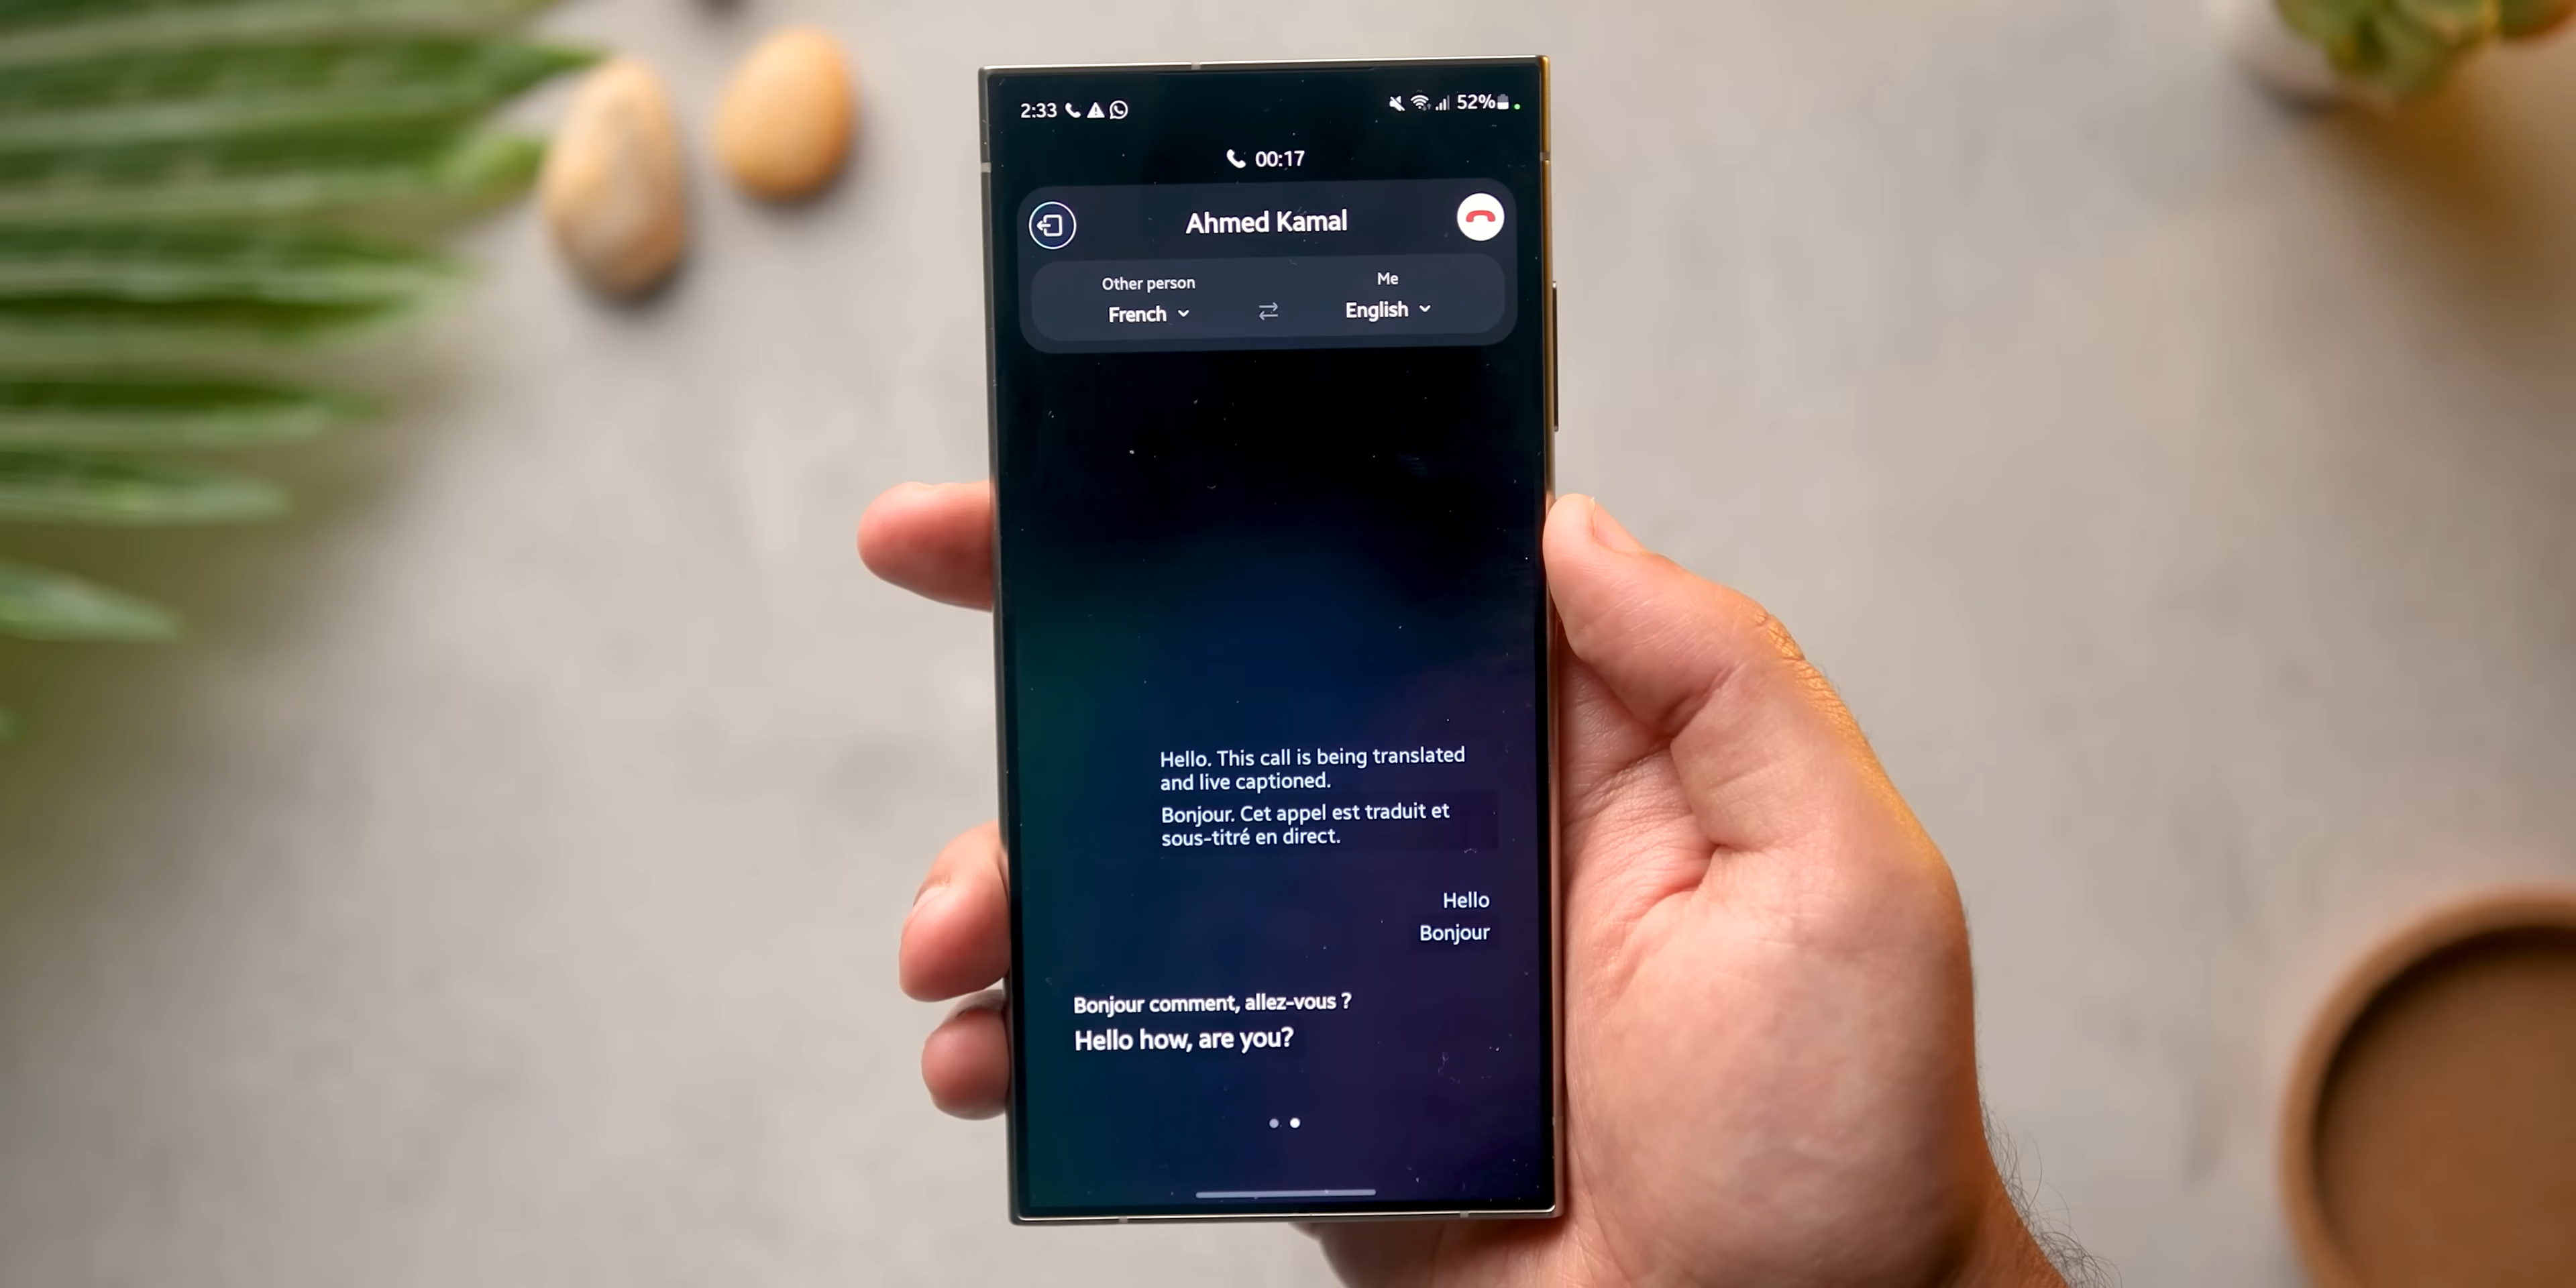 2:33 52%
00:17
Ahmed Kamal
Other person Me
French English
Hello. This call is being translated
and live captioned.
Bonjour. Cet appel est traduit et
sous-titré en direct.
Hello
Bonjour
Bonjour comment, allez-vous ?
Hello how, are you?